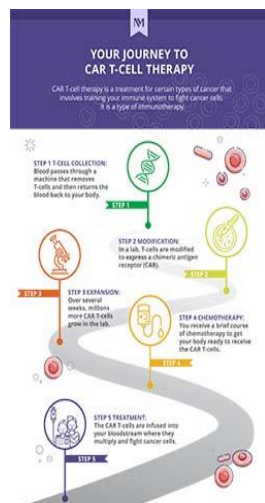 NM
YOUR JOURNEY TO
CAR T-CELL THERAPY
CAR T-cell therapy is a treatment for certain types of cancer that
involves training your immune system to fight cancer cells.
It is a type of immunotherapy.
STEP 1 T-CELL COLLECTION:
Blood passes through a
machine that removes
T-cells and then returns the
blood back to your body.
STEP 1
STEP 2 MODIFICATION:
In a lab, T-cells are modified
to express a chimeric antigen
receptor (CAR).
STEP 2
STEP 3 EXPANSION:
Over several
weeks, millions
more CAR T-cells
grow in the lab.
STEP 3
STEP 4 CHEMOTHERAPY:
You receive a brief course
of chemotherapy to get
your body ready to receive
the CAR T-cells.
STEP 4
STEP 5 TREATMENT:
The CAR T-cells are infused into
your bloodstream where they
multiply and fight cancer cells.
STEP 5